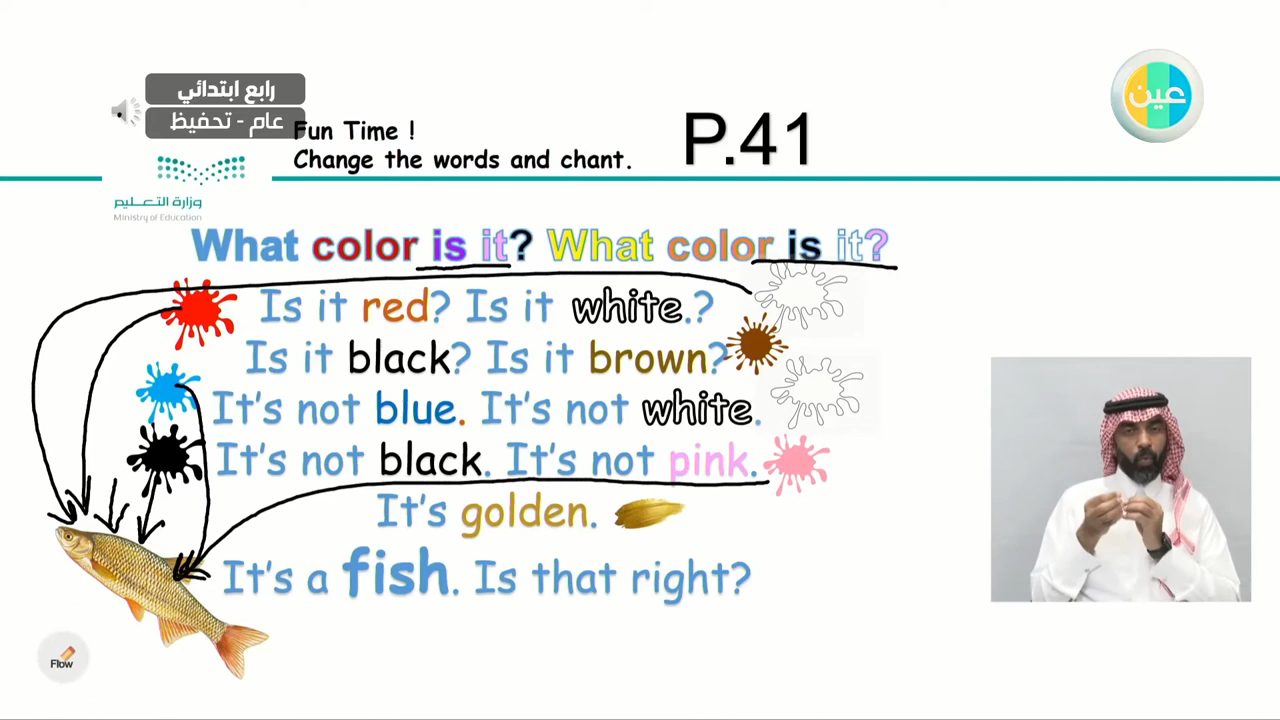 رابع ابتدائي
عام - تحفيظ
عين
Fun Time !
Change the words and chant.
P.41
وزارة التعليم
Ministry of Education
What color is it? What color is it?
Is it red? Is it white.?
Is it black? Is it brown?
It's not blue. It's not white.
It's not black. It's not pink.
It's golden.
It's a fish. Is that right?
Flow